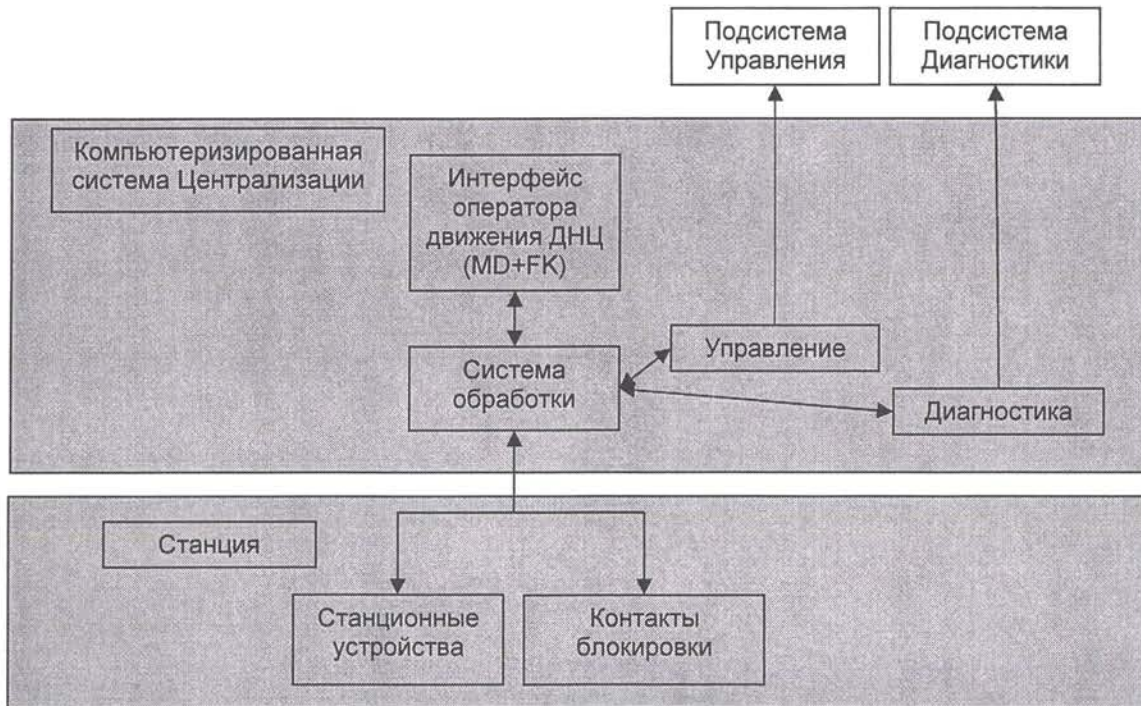 Подсистема
Управления
Подсистема
Диагностики
Компьютеризированная
система Централизации
Интерфейс
оператора
движения ДНЦ
(MD+FK)
Управление
Система
обработки
Диагностика
Станция
Станционные
устройства
Контакты
блокировки